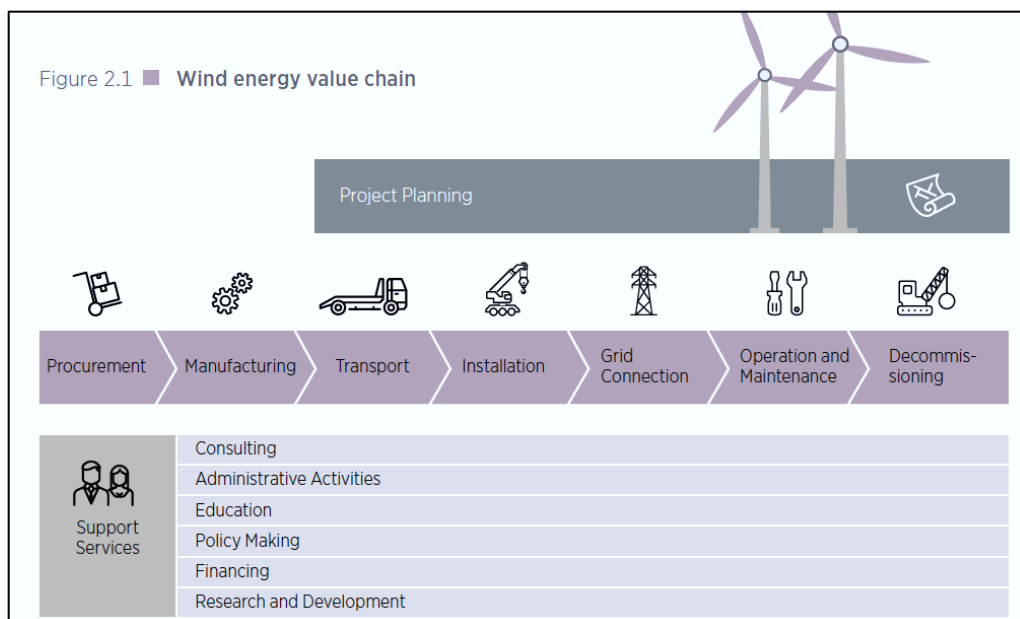 Figure 2.1 Wind energy value chain
Project Planning
Procurement
Manufacturing
Transport
Installation
Grid
Connection
Operation and
Maintenance
Decommis-
sioning
Support
Services
Consulting
Administrative Activities
Education
Policy Making
Financing
Research and Development